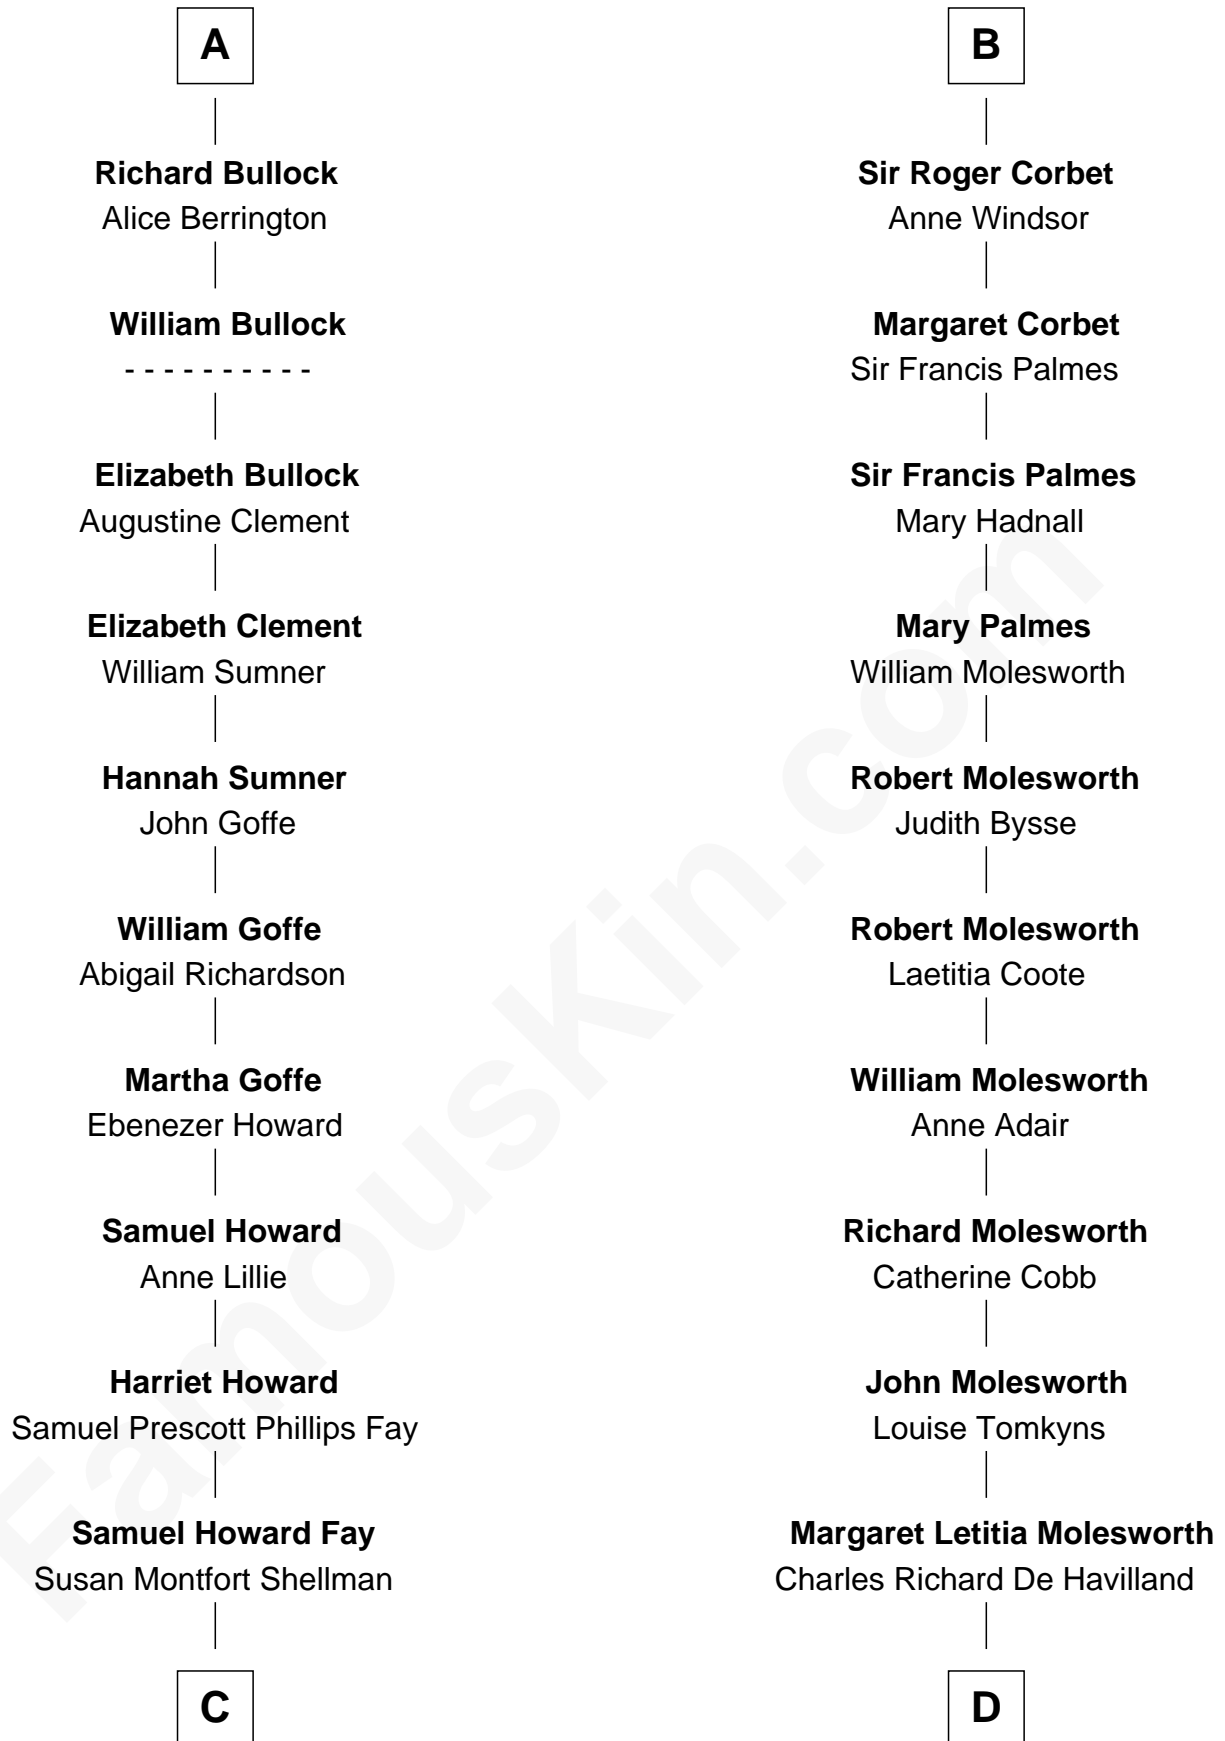 A
Richard Bullock
Alice Berrington
William Bullock
- - - - - - - - - -
Elizabeth Bullock
Augustine Clement
Elizabeth Clement
William Sumner
Hannah Sumner
John Goffe
William Goffe
Abigail Richardson
Martha Goffe
Ebenezer Howard
Samuel Howard
Anne Lillie
Harriet Howard
Samuel Prescott Phillips Fay
Samuel Howard Fay
Susan Montfort Shellman
C
B
Sir Roger Corbet
Anne Windsor
Margaret Corbet
Sir Francis Palmes
Sir Francis Palmes
Mary Hadnall
Mary Palmes
William Molesworth
Robert Molesworth
Judith Bysse
Robert Molesworth
Laetitia Coote
William Molesworth
Anne Adair
Richard Molesworth
Catherine Cobb
John Molesworth
Louise Tomkyns
Margaret Letitia Molesworth
Charles Richard De Havilland
D
FamousKin.com